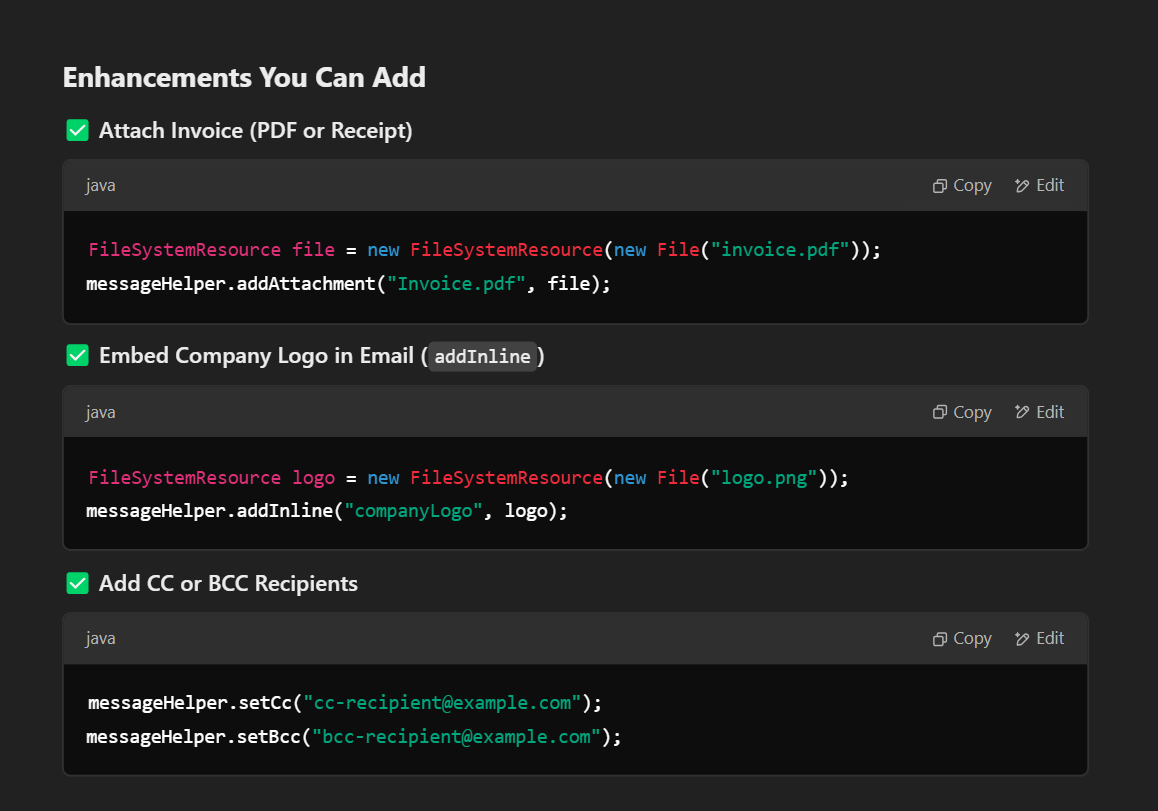 Enhancements You Can Add
✅ Attach Invoice (PDF or Receipt)
java Copy Edit
FileSystemResource file = new FileSystemResource(new File("invoice.pdf"));
messageHelper.addAttachment("Invoice.pdf", file);
✅ Embed Company Logo in Email (addInline)
java Copy Edit
FileSystemResource logo = new FileSystemResource(new File("logo.png"));
messageHelper.addInline("companyLogo", logo);
✅ Add CC or BCC Recipients
java Copy Edit
messageHelper.setCc("cc-recipient@example.com");
messageHelper.setBcc("bcc-recipient@example.com");